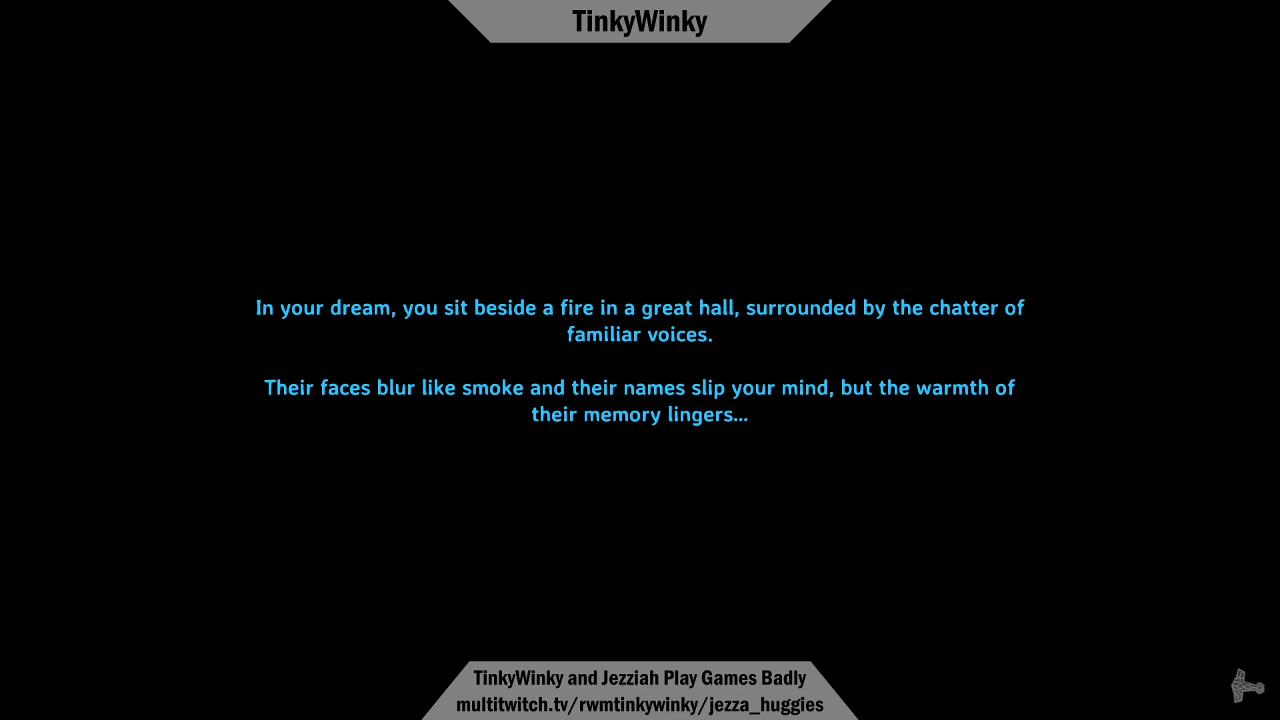 TinkyWinky
In your dream, you sit beside a fire in a great hall, surrounded by the chatter of
familiar voices.
Their faces blur like smoke and their names slip your mind, but the warmth of
their memory lingers...
TinkyWinky and Jezziah Play Games Badly
multitwitch.tv/rwmtinkywinky/jezza_huggies